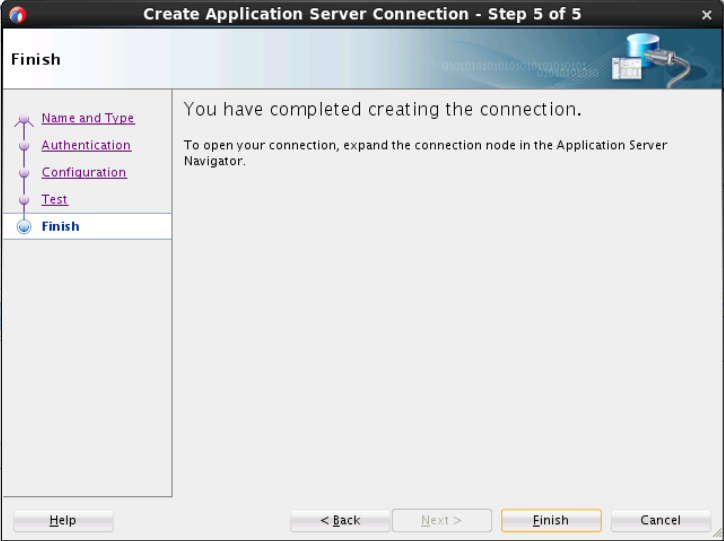 Create Application Server Connection - Step 5 of 5
Finish
Name and Type
Authentication
Configuration
Test
Finish
You have completed creating the connection.
To open your connection, expand the connection node in the Application Server
Navigator.
Help
< Back
Next >
Finish
Cancel